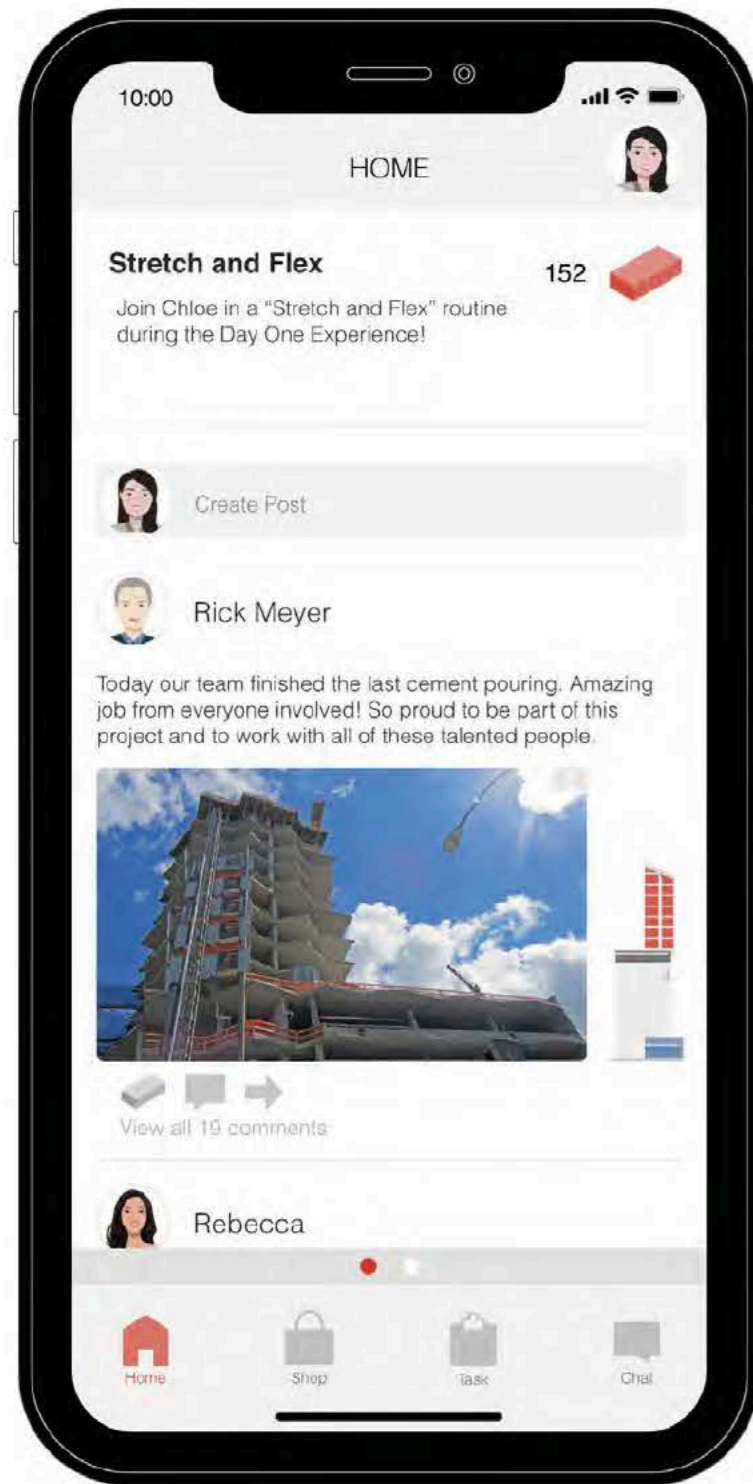 10:00
HOME
Stretch and Flex
152
Join Chloe in a “Stretch and Flex” routine
during the Day One Experience!
Create Post
Rick Meyer
Today our team finished the last cement pouring. Amazing
job from everyone involved! So proud to be part of this
project and to work with all of these talented people.
View all 19 comments
Rebecca
Home
Shop
Task
Chat